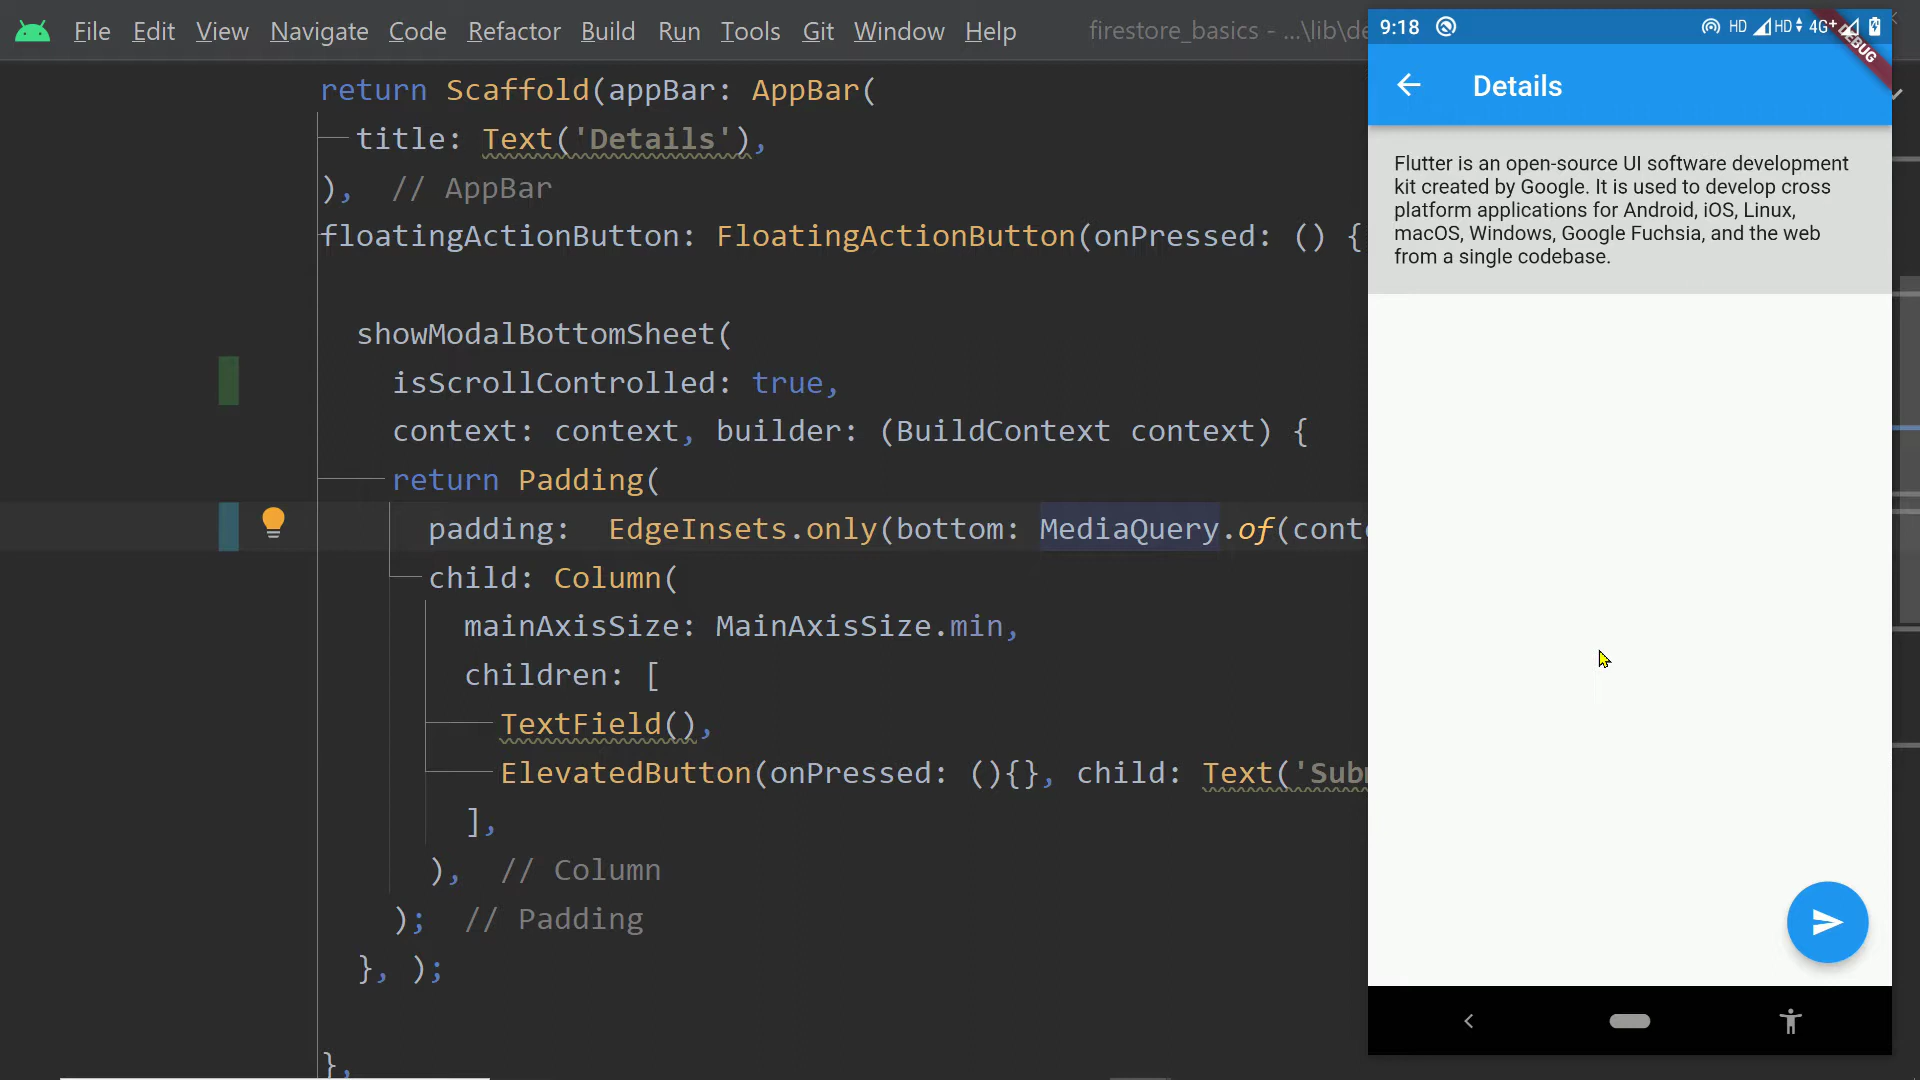 File Edit View Navigate Code Refactor Build Run Tools Git Window Help firestore_basics - ...\lib\de
return Scaffold(appBar: AppBar(
title: Text('Details'),
), // AppBar
floatingActionButton: FloatingActionButton(onPressed: () {
showModalBottomSheet(
isScrollControlled: true,
context: context, builder: (BuildContext context) {
return Padding(
padding: EdgeInsets.only(bottom: MediaQuery.of(conte
child: Column(
mainAxisSize: MainAxisSize.min,
children: [
TextField(),
ElevatedButton(onPressed: (){}, child: Text('Subm
],
), // Column
); // Padding
}, );
},
9:18 HD HD 4G+
DEBUG
Details
Flutter is an open-source UI software development
kit created by Google. It is used to develop cross
platform applications for Android, iOS, Linux,
macOS, Windows, Google Fuchsia, and the web
from a single codebase.